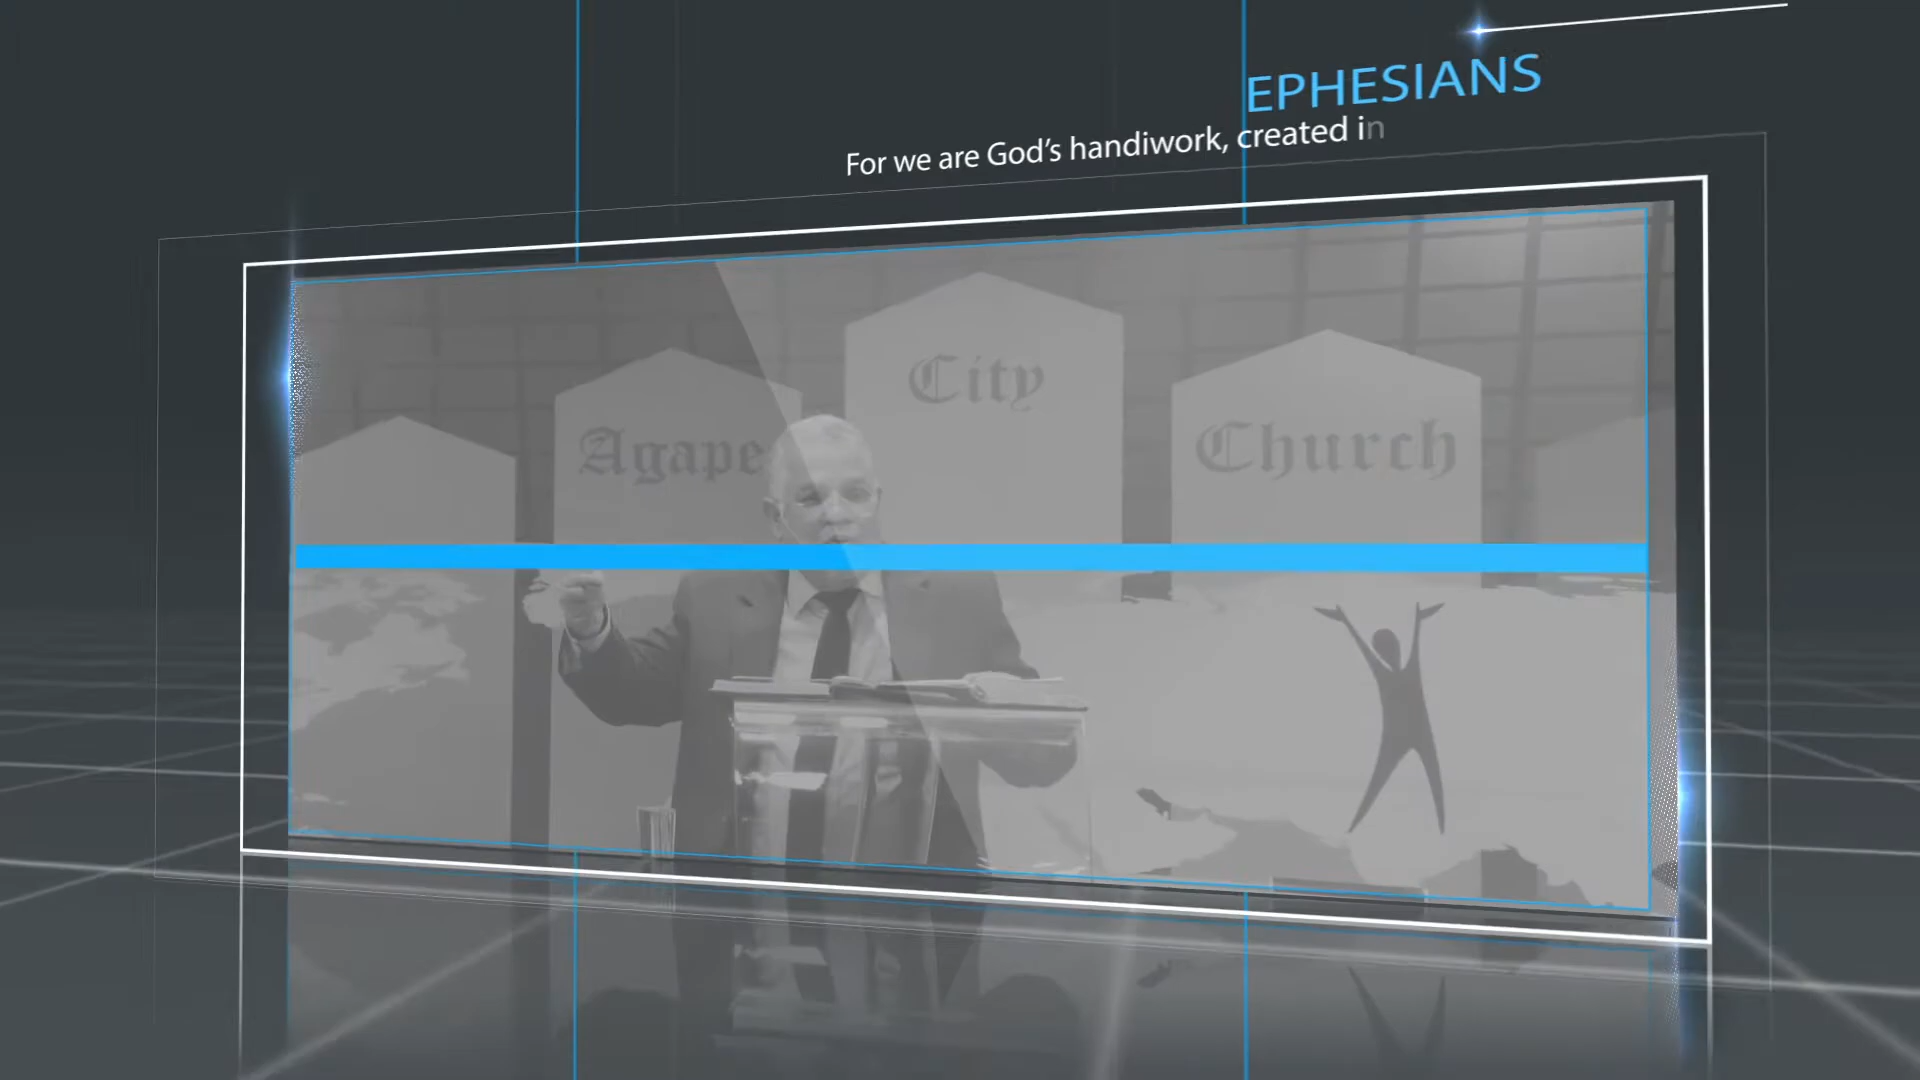 EPHESIANS
For we are God's handiwork, created in
City
Agape
Church